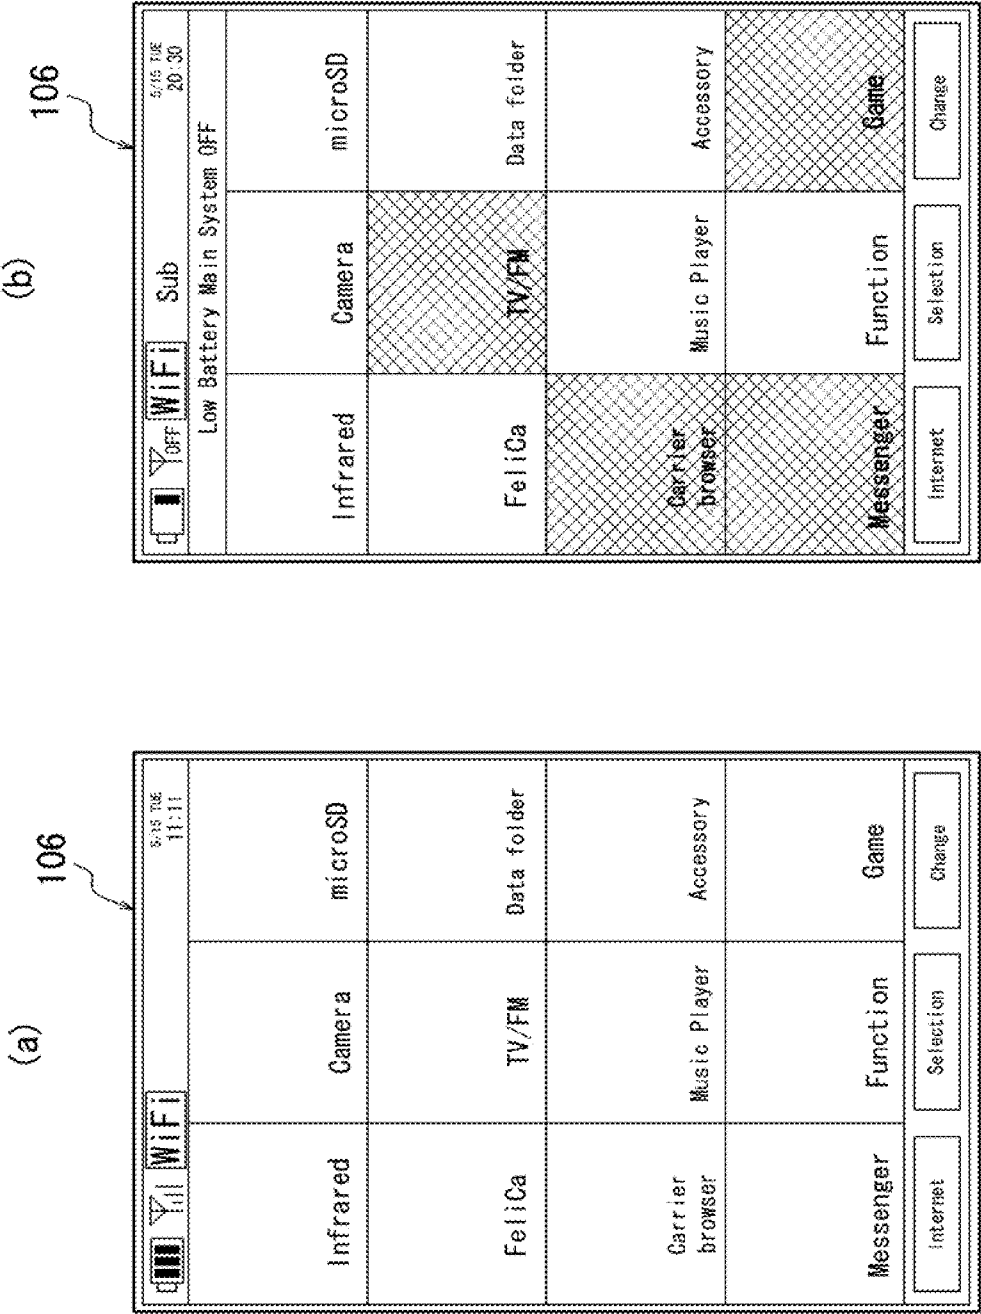 (a)
106
WiFi
5/15 TUE
11:11
Infrared
Camera
microSD
FeliCa
TV/FM
Data folder
Carrier
browser
Music Player
Accessory
Messenger
Function
Game
Internet
Selection
Change
(b)
106
OFF WiFi Sub
5/15 TUE
20:30
Low Battery Main System OFF
Infrared
Camera
microSD
FeliCa
TV/FM
Data folder
Carrier
browser
Music Player
Accessory
Messenger
Function
Game
Internet
Selection
Change